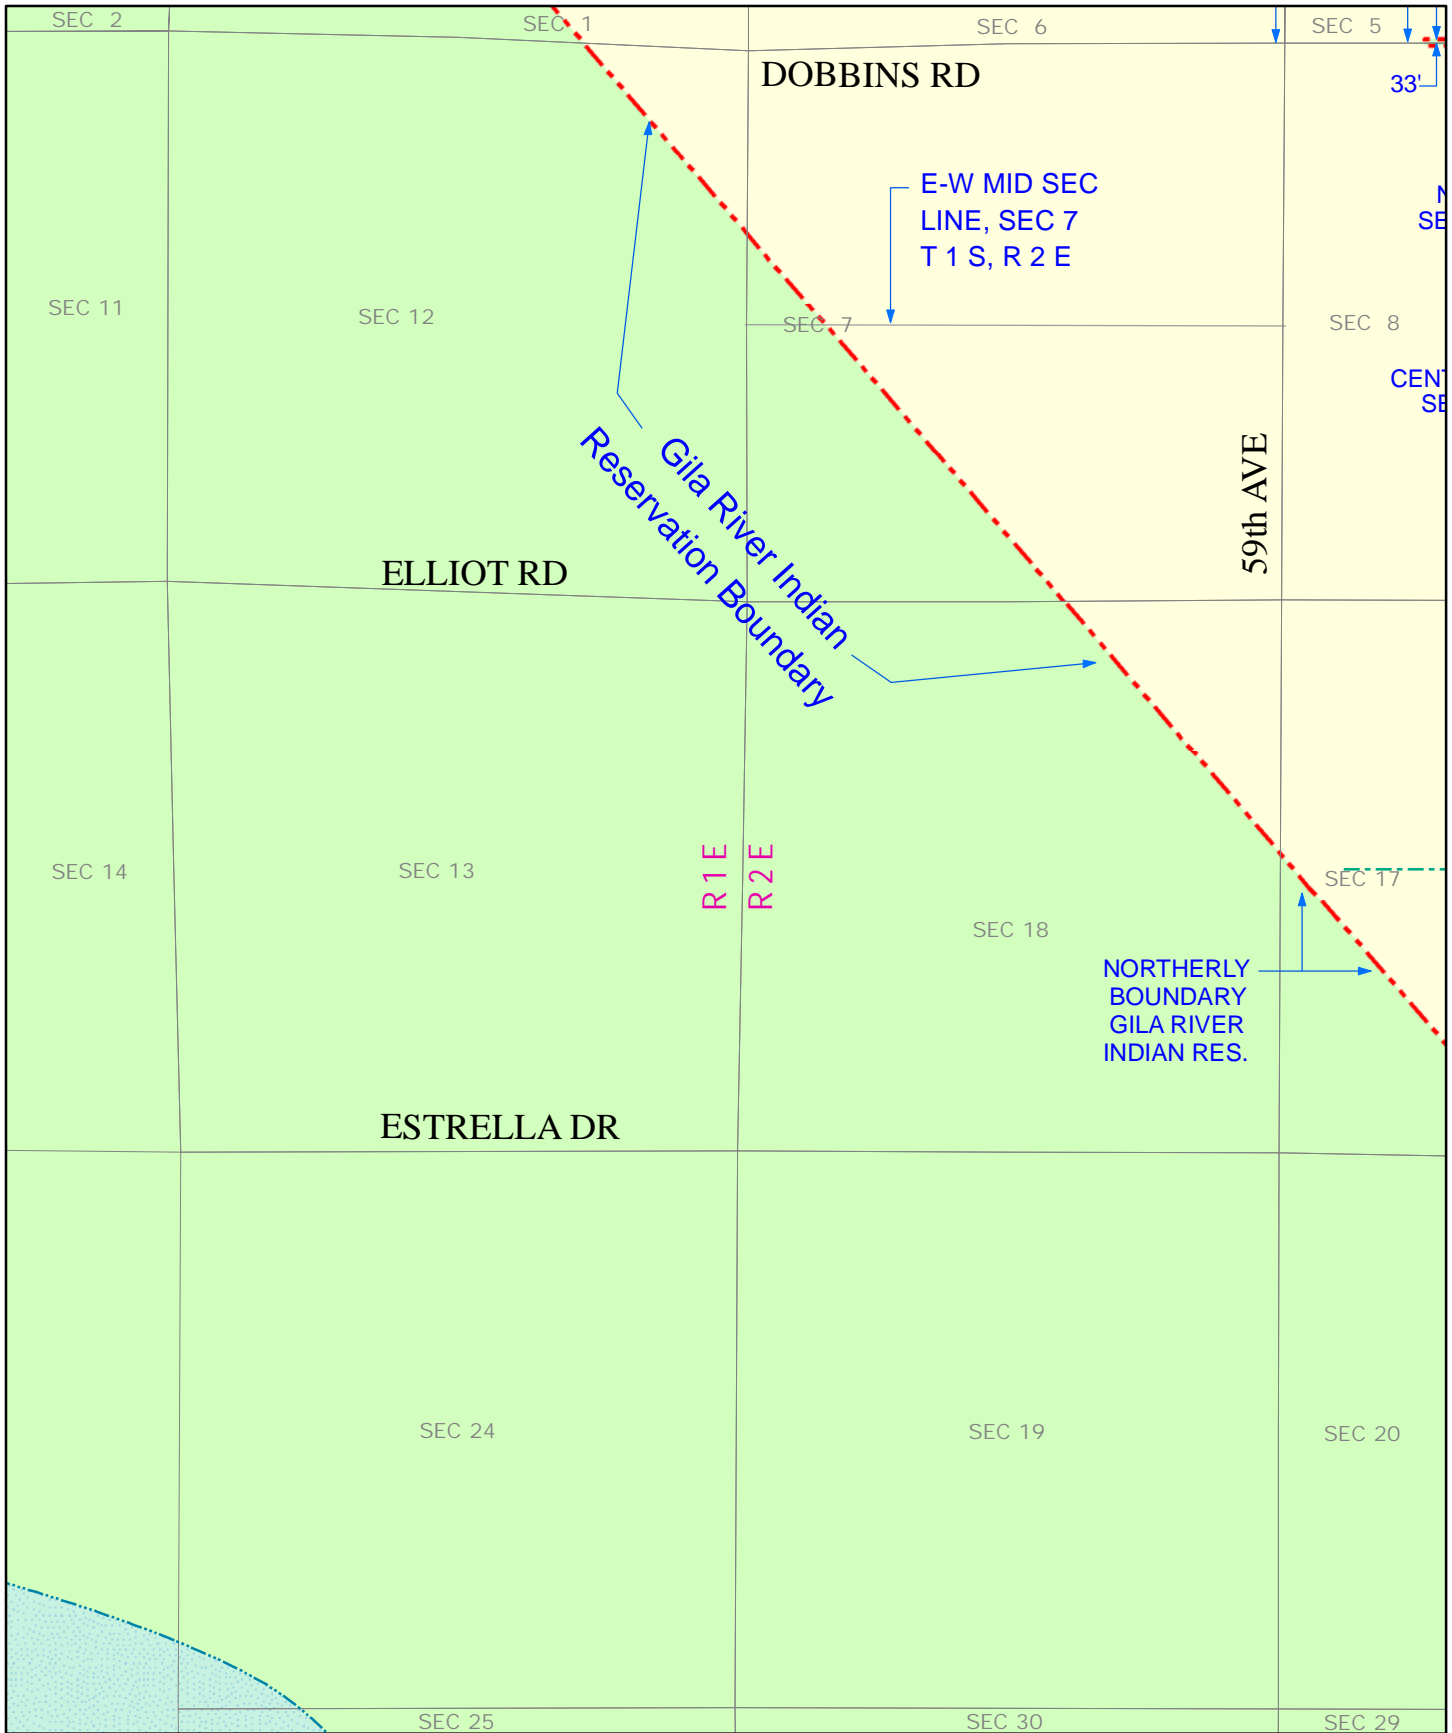 SEC 2
SEC 1
SEC 6
SEC 5
DOBBINS RD
33'
E-W MID SEC
LINE, SEC 7
T 1 S, R 2 E
SEC 11
SEC 12
SEC 7
SEC 8
59th AVE
Gila River Indian
Reservation Boundary
ELLIOT RD
SEC 14
SEC 13
R 1 E
R 2 E
SEC 18
SEC 17
NORTHERLY
BOUNDARY
GILA RIVER
INDIAN RES.
ESTRELLA DR
SEC 24
SEC 19
SEC 20
SEC 25
SEC 30
SEC 29